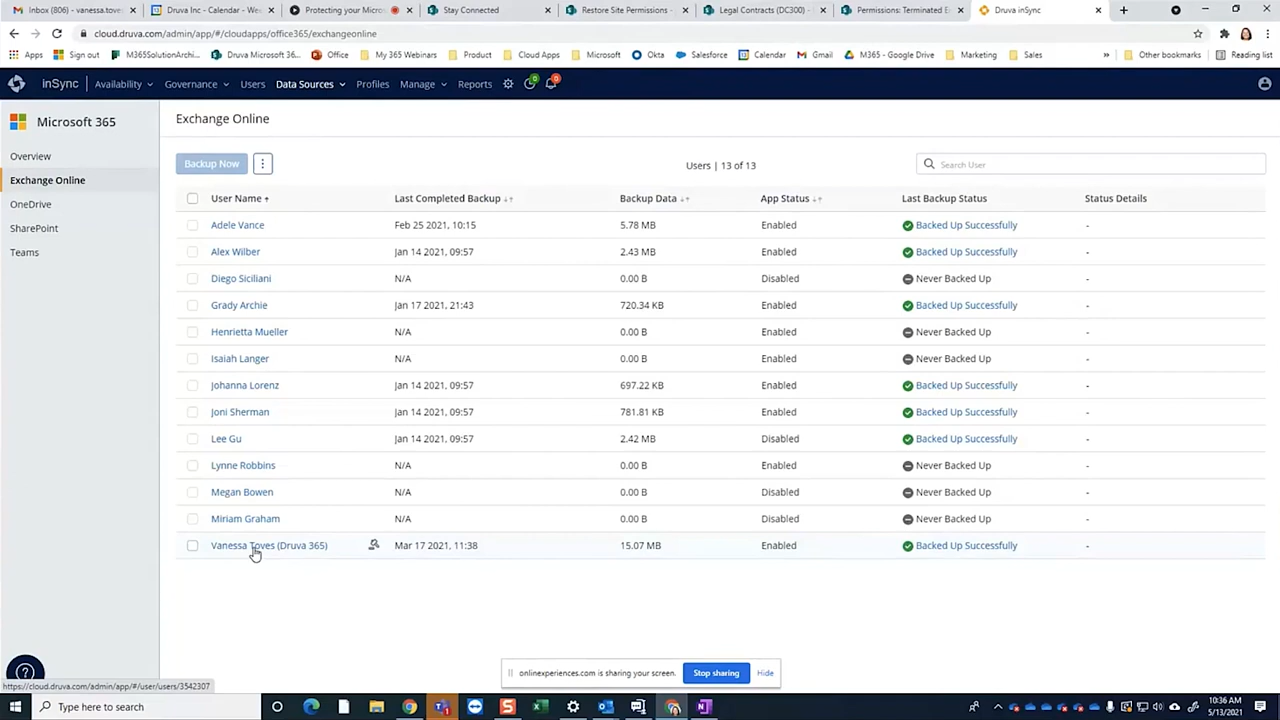 Inbox (806) - vanessa.toves
Druva Inc - Calendar - We
Protecting your Micros
Stay Connected
Restore Site Permissions -
Legal Contracts (DC300) -
Permissions: Terminated E
Druva inSync
cloud.druva.com/admin/app/#/cloudapps/office365/exchangeonline
Apps Sign out M365SolutionArchi... Druva Microsoft 36... Office My 365 Webinars Product Cloud Apps Microsoft Okta Salesforce Calendar Gmail M365 - Google Drive Marketing Sales » Other bookmarks Reading list
inSync Availability Governance Users Data Sources Profiles Manage Reports 0 0
Microsoft 365
Overview
Exchange Online
OneDrive
SharePoint
Teams
Exchange Online
Backup Now Users | 13 of 13 Search User
User Name Last Completed Backup Backup Data App Status Last Backup Status Status Details
Adele Vance Feb 25 2021, 10:15 5.78 MB Enabled Backed Up Successfully -
Alex Wilber Jan 14 2021, 09:57 2.43 MB Enabled Backed Up Successfully -
Diego Siciliani N/A 0.00 B Disabled Never Backed Up -
Grady Archie Jan 17 2021, 21:43 720.34 KB Enabled Backed Up Successfully -
Henrietta Mueller N/A 0.00 B Enabled Never Backed Up -
Isaiah Langer N/A 0.00 B Enabled Never Backed Up -
Johanna Lorenz Jan 14 2021, 09:57 697.22 KB Enabled Backed Up Successfully -
Joni Sherman Jan 14 2021, 09:57 781.81 KB Enabled Backed Up Successfully -
Lee Gu Jan 14 2021, 09:57 2.42 MB Disabled Backed Up Successfully -
Lynne Robbins N/A 0.00 B Enabled Never Backed Up -
Megan Bowen N/A 0.00 B Disabled Never Backed Up -
Miriam Graham N/A 0.00 B Disabled Never Backed Up -
Vanessa Toves (Druva 365) Mar 17 2021, 11:38 15.07 MB Enabled Backed Up Successfully -
onlinexperiences.com is sharing your screen. Stop sharing Hide
https://cloud.druva.com/admin/app/#/user/users/3542307
Type here to search
10:36 AM
5/13/2021